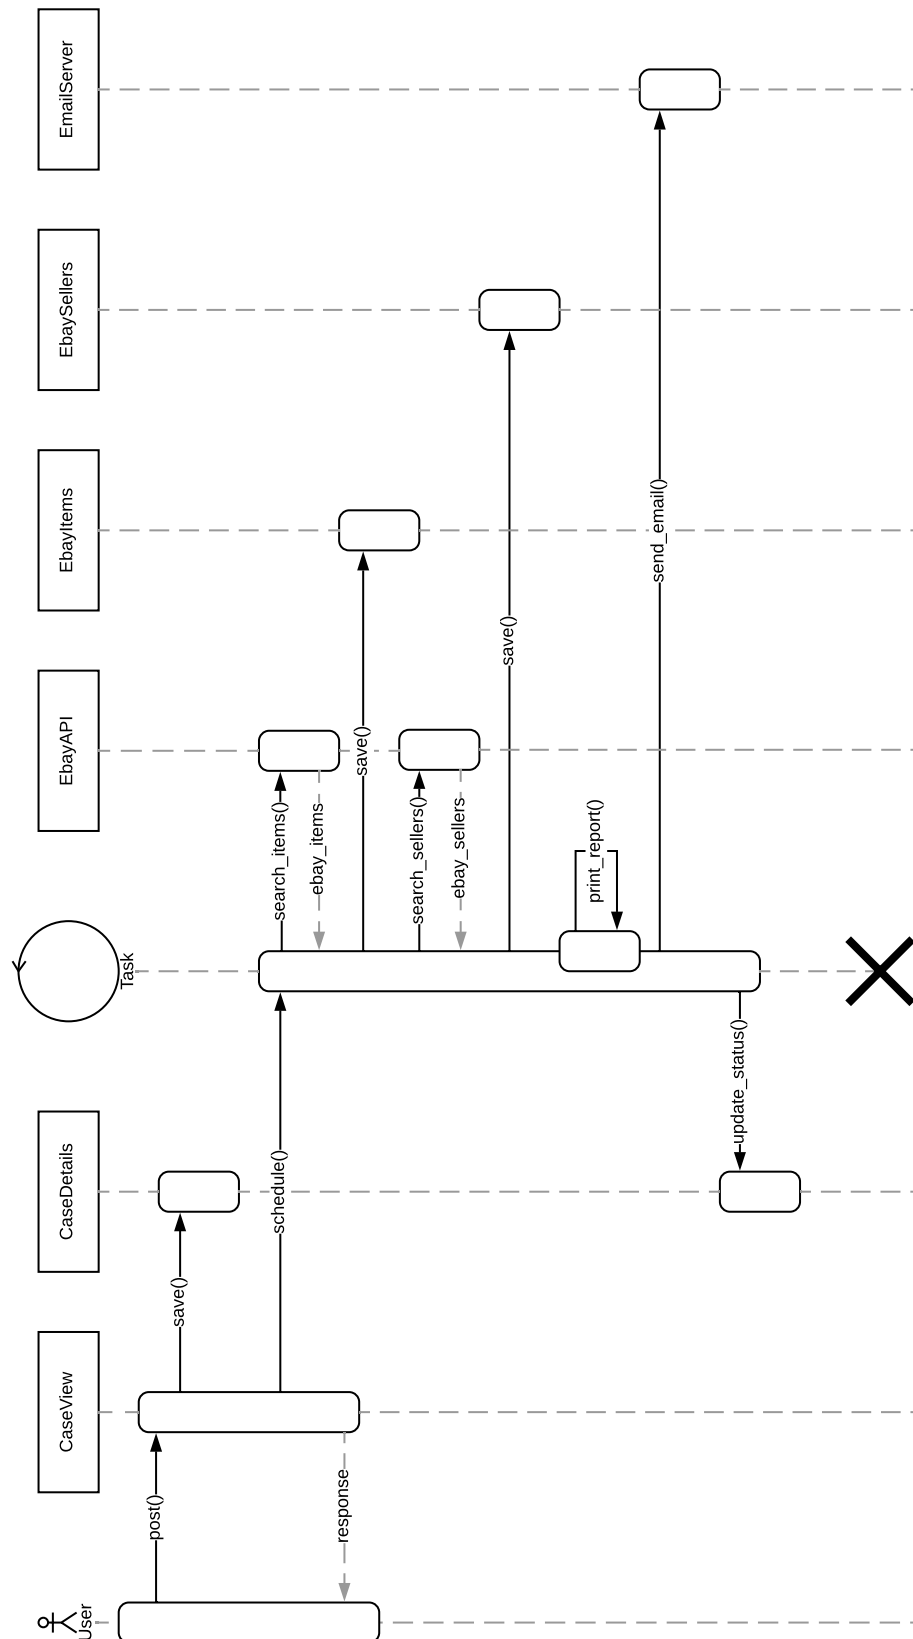 User
CaseView
CaseDetails
Task
EbayAPI
EbayItems
EbaySellers
EmailServer
post()
save()
schedule()
search_items()
ebay_items
response
save()
search_sellers()
ebay_sellers
save()
print_report()
send_email()
update_status()